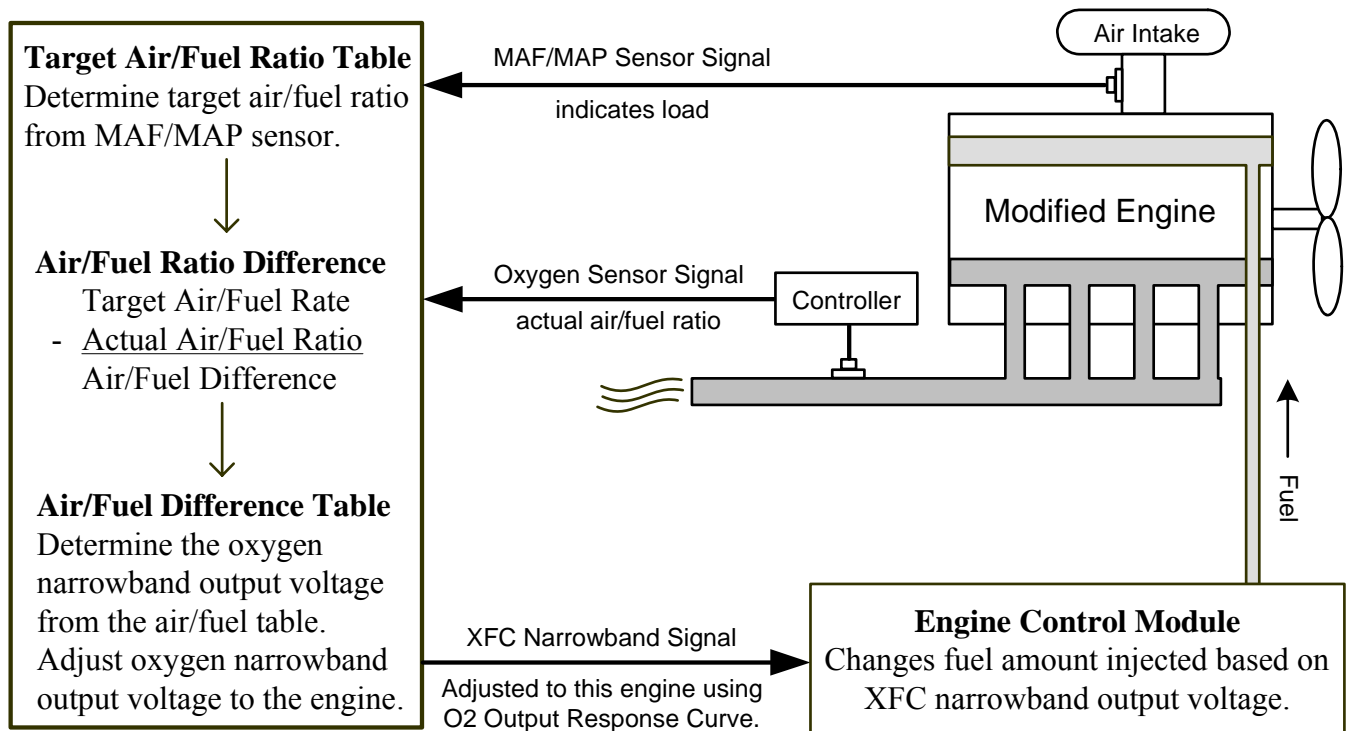 Target Air/Fuel Ratio Table
Determine target air/fuel ratio
from MAF/MAP sensor.
Air/Fuel Ratio Difference
Target Air/Fuel Rate
- Actual Air/Fuel Ratio
Air/Fuel Difference
Air/Fuel Difference Table
Determine the oxygen
narrowband output voltage
from the air/fuel table.
Adjust oxygen narrowband
output voltage to the engine.
MAF/MAP Sensor Signal
indicates load
Air Intake
Modified Engine
Oxygen Sensor Signal
actual air/fuel ratio
Controller
Fuel
XFC Narrowband Signal
Adjusted to this engine using
O2 Output Response Curve.
Engine Control Module
Changes fuel amount injected based on
XFC narrowband output voltage.